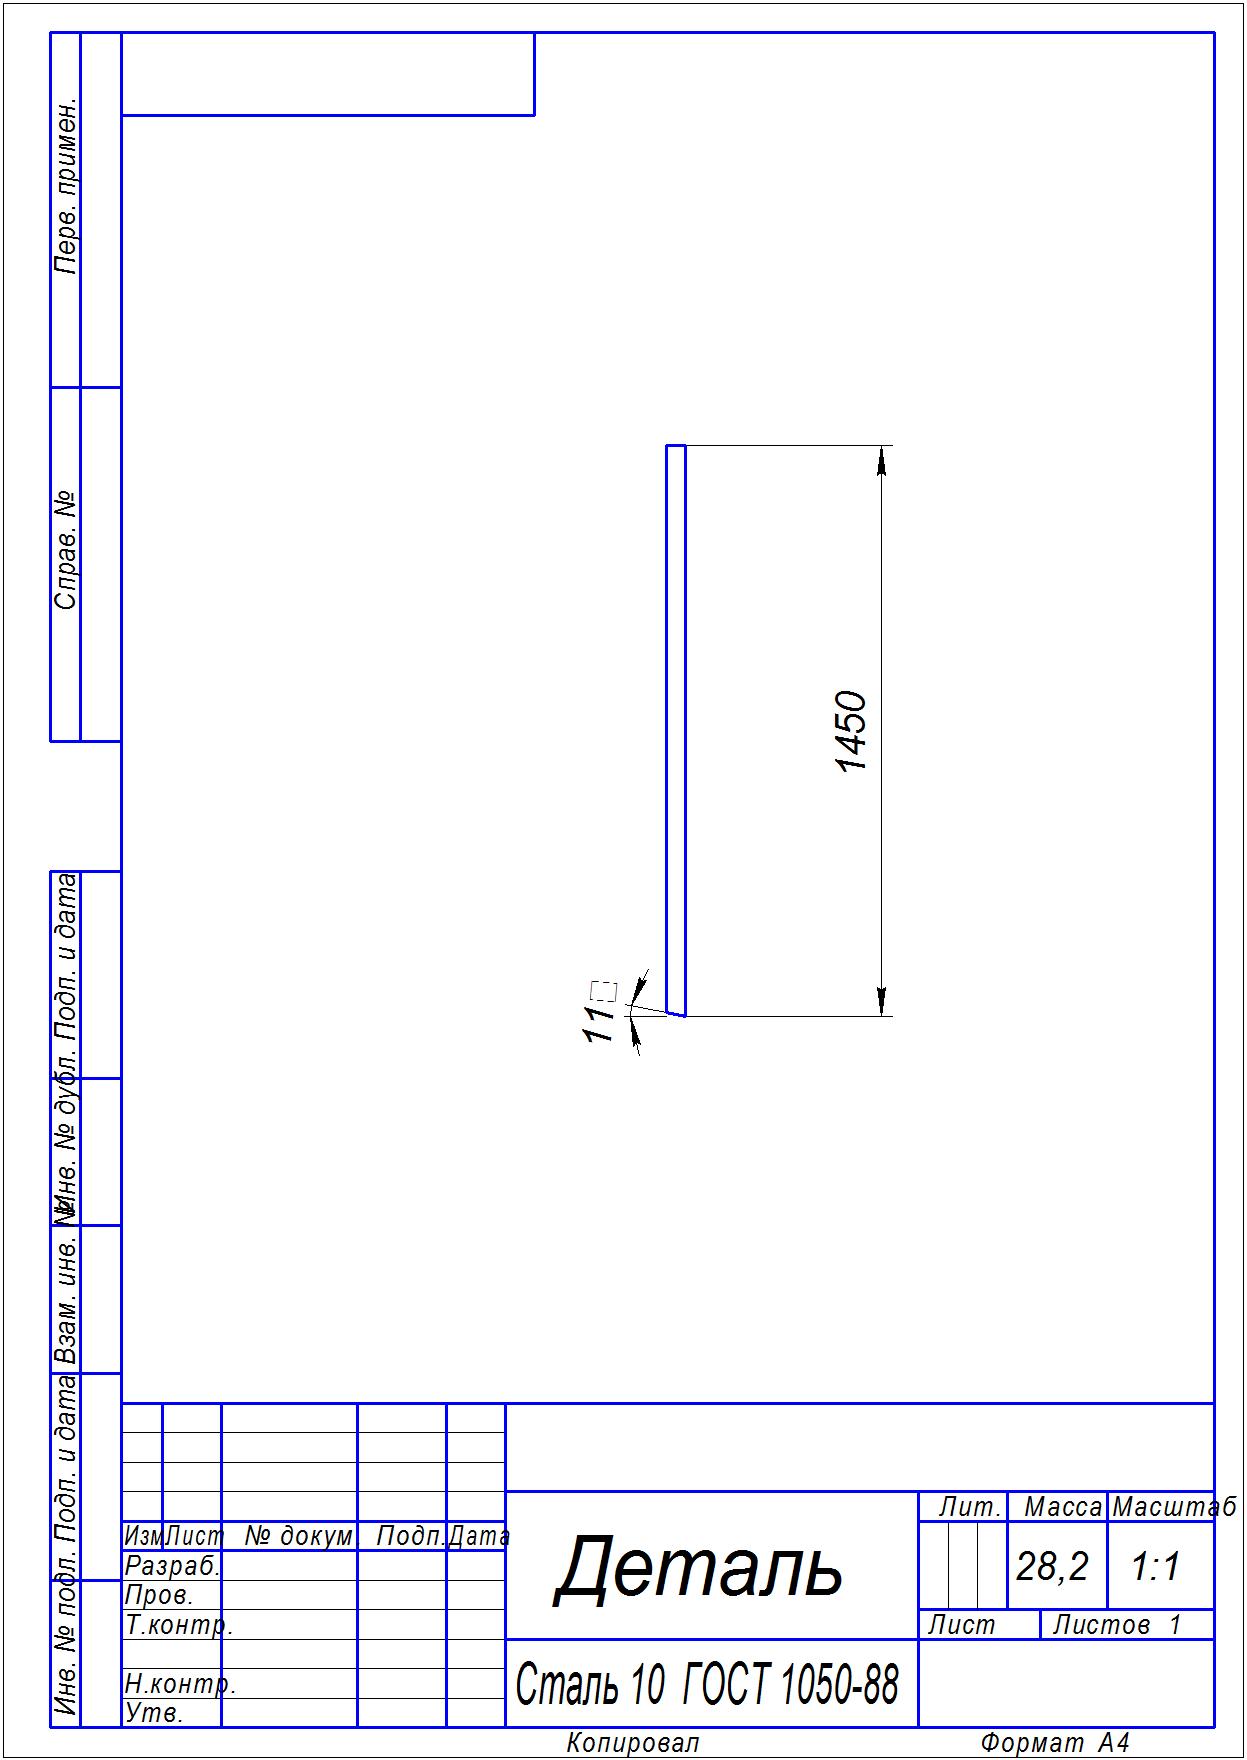 Перв. примен.
Справ. №
Подп. и дата
Инв. № дубл.
Взам. инв. №
Подп. и дата
Инв. № подл.
1450
11□
Изм Лист № докум. Подп. Дата
Разраб.
Пров.
Т.контр.
Н.контр.
Утв.
Деталь
Сталь 10 ГОСТ 1050-88
Лит. Масса Масштаб
28,2 1:1
Лист Листов 1
Копировал Формат А4